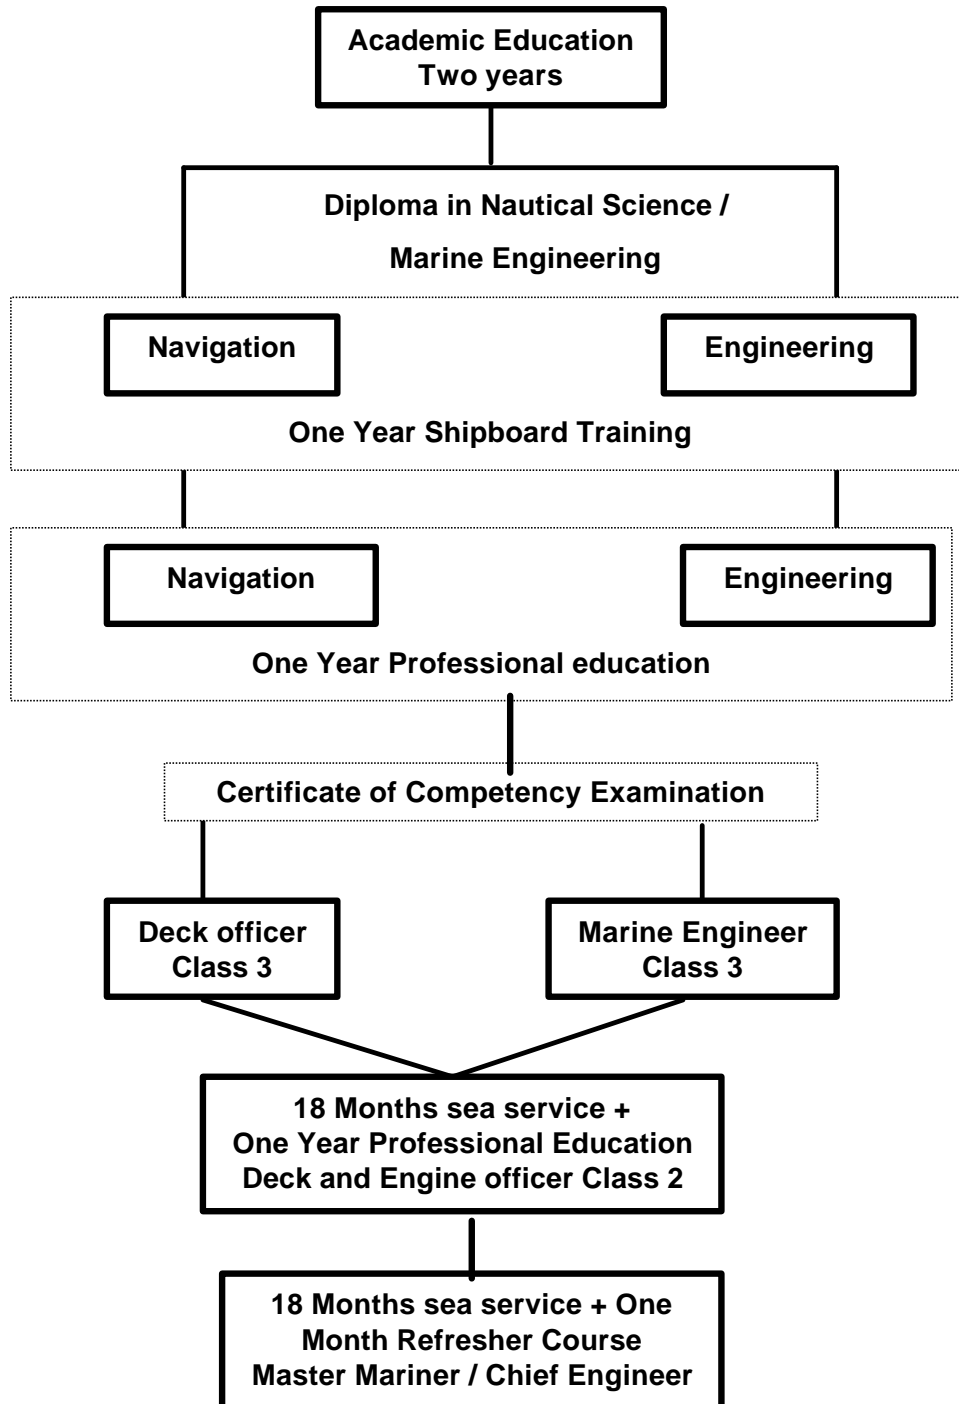 Academic Education
Two years
Diploma in Nautical Science /
Marine Engineering
Navigation
Engineering
One Year Shipboard Training
Navigation
Engineering
One Year Professional education
Certificate of Competency Examination
Deck officer
Class 3
Marine Engineer
Class 3
18 Months sea service +
One Year Professional Education
Deck and Engine officer Class 2
18 Months sea service + One
Month Refresher Course
Master Mariner / Chief Engineer